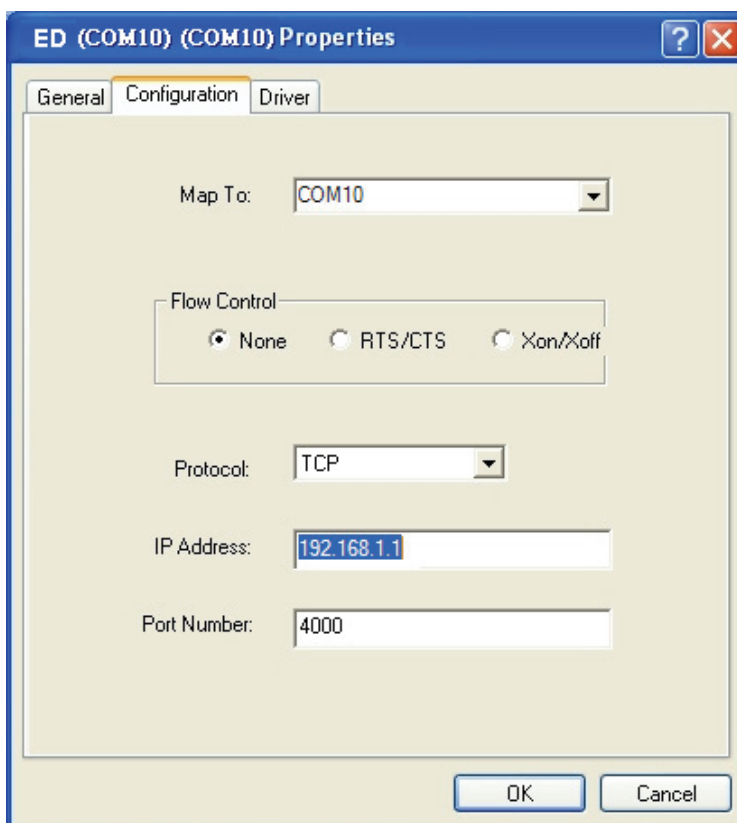 ED (COM10) (COM10) Properties
General Configuration Driver
Map To: COM10
Flow Control
None RTS/CTS Xon/Xoff
Protocol: TCP
IP Address: 192.168.1.1
Port Number: 4000
OK Cancel